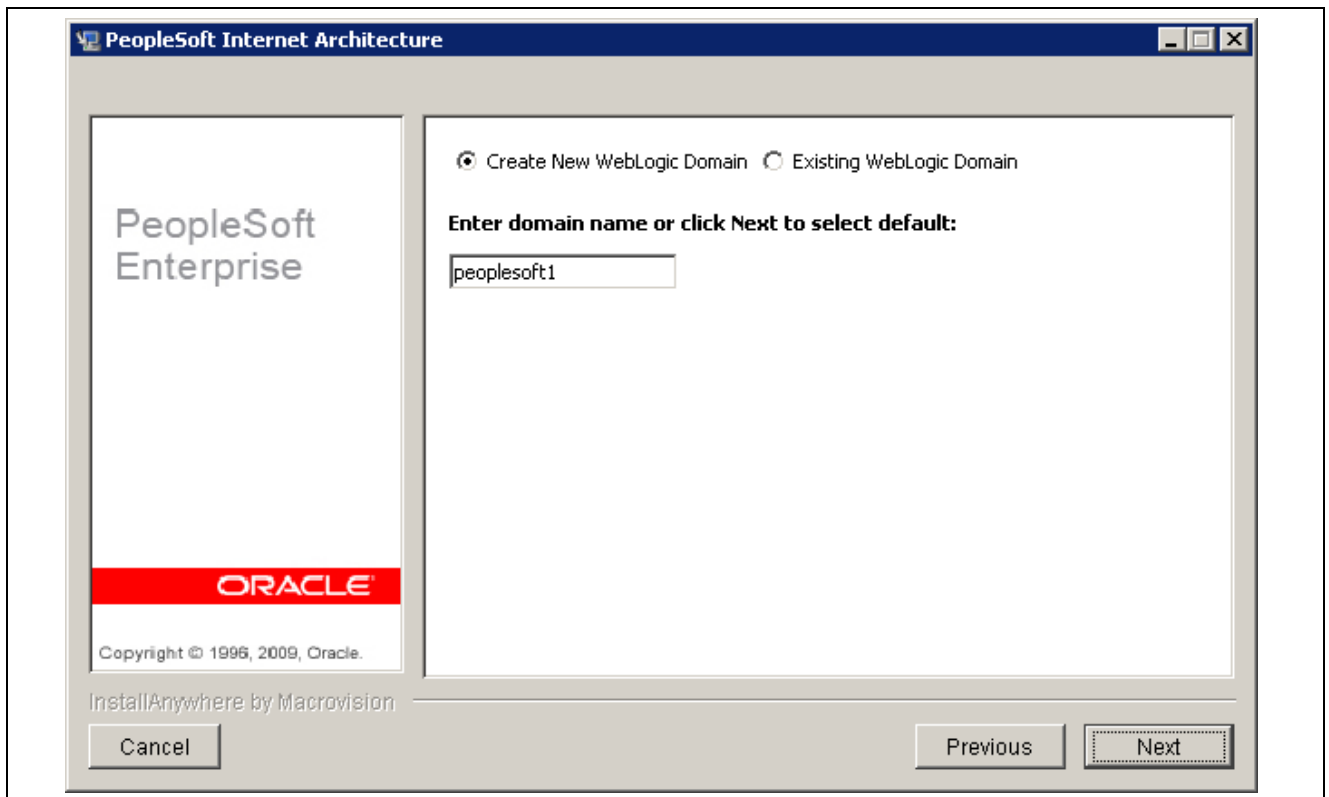 PeopleSoft Internet Architecture
Create New WebLogic Domain Existing WebLogic Domain
Enter domain name or click Next to select default:
peoplesoft1
PeopleSoft
Enterprise
ORACLE
Copyright © 1996, 2009, Oracle.
InstallAnywhere by Macrovision
Cancel Previous Next